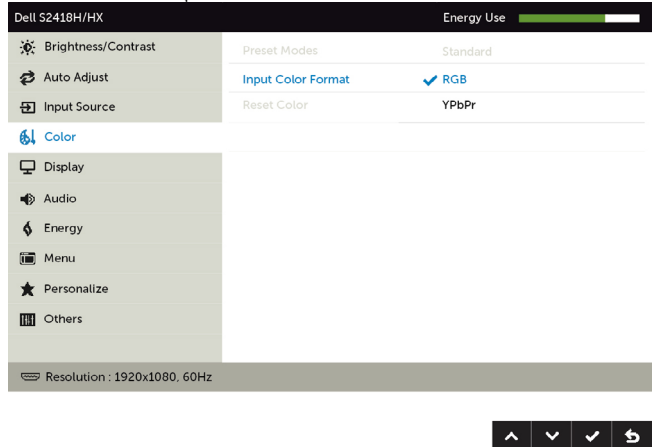 Dell S2418H/HX Energy Use
Brightness/Contrast
Auto Adjust
Input Source
Color
Display
Audio
Energy
Menu
Personalize
Others
Preset Modes Standard
Input Color Format RGB
Reset Color YPbPr
Resolution : 1920x1080, 60Hz